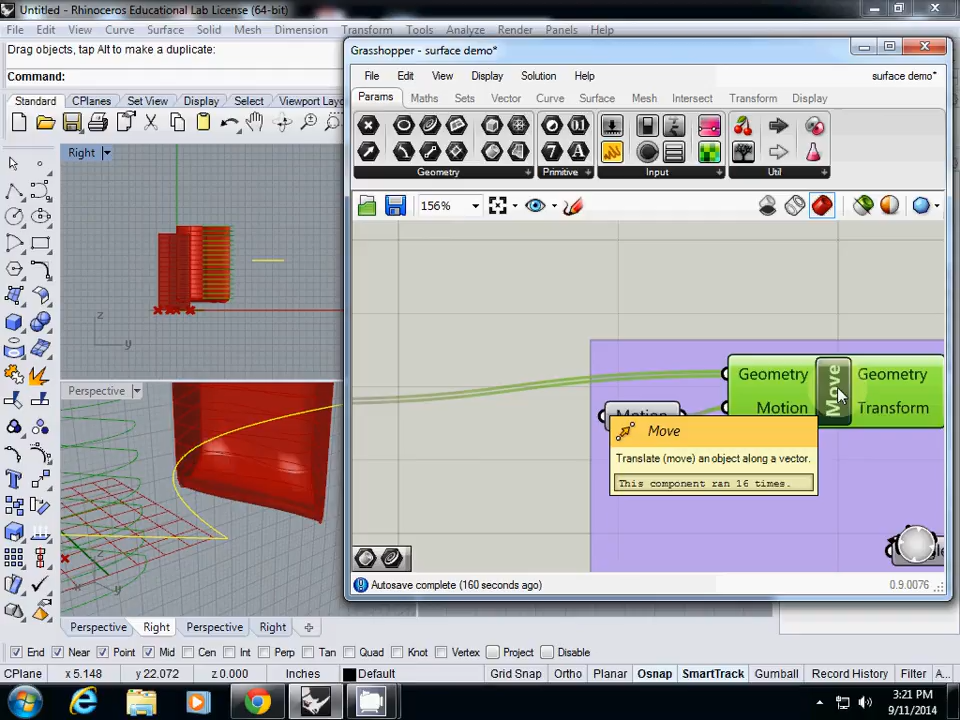 Untitled - Rhinoceros Educational Lab License (64-bit)
File Edit View Curve Surface Solid Mesh Dimension Transform Tools Analyze Render Panels Help
Drag objects, tap Alt to make a duplicate:
Command:
Standard CPlanes Set View Display Select Viewport Layo
Right
Perspective
Grasshopper - surface demo*
File Edit View Display Solution Help surface demo*
Params Maths Sets Vector Curve Surface Mesh Intersect Transform Display
Geometry Primitive Input Util
156%
Geometry Move Geometry
Motion Motion Transform
Move
Translate (move) an object along a vector.
This component ran 16 times.
Autosave complete (160 seconds ago) 0.9.0076
Perspective Right Perspective Right
End Near Point Mid Cen Int Perp Tan Quad Knot Vertex Project Disable
CPlane x 5.148 y 22.072 z 0.000 Inches Default Grid Snap Ortho Planar Osnap SmartTrack Gumball Record History Filter A...
3:21 PM
9/11/2014